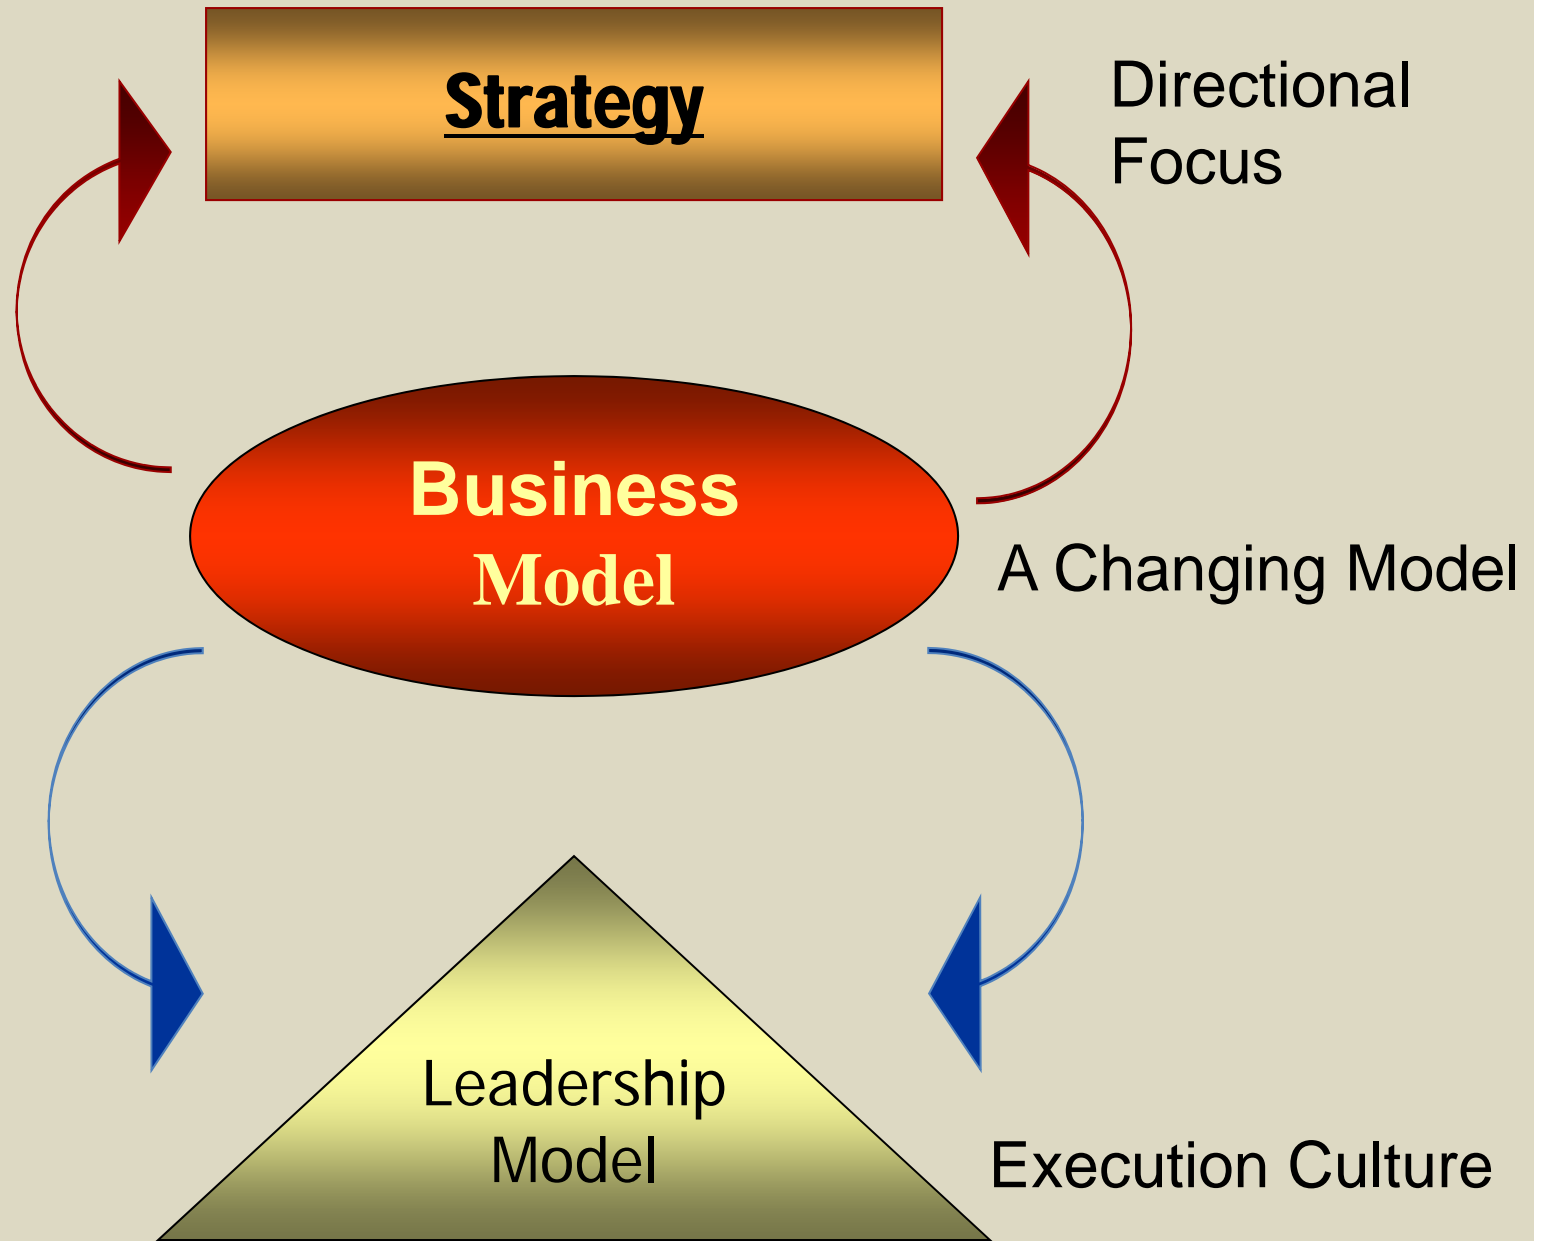 Strategy
Directional
Focus
Business
Model
A Changing Model
Leadership
Model
Execution Culture